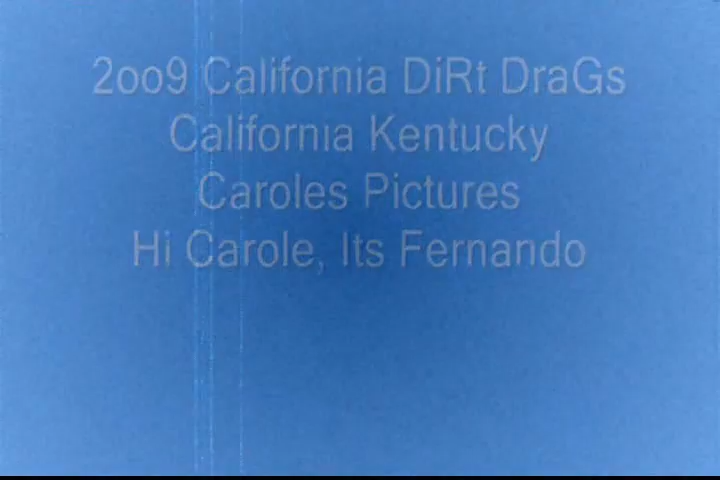 2oo9 California DiRt DraGs
California Kentucky
Caroles Pictures
Hi Carole, Its Fernando